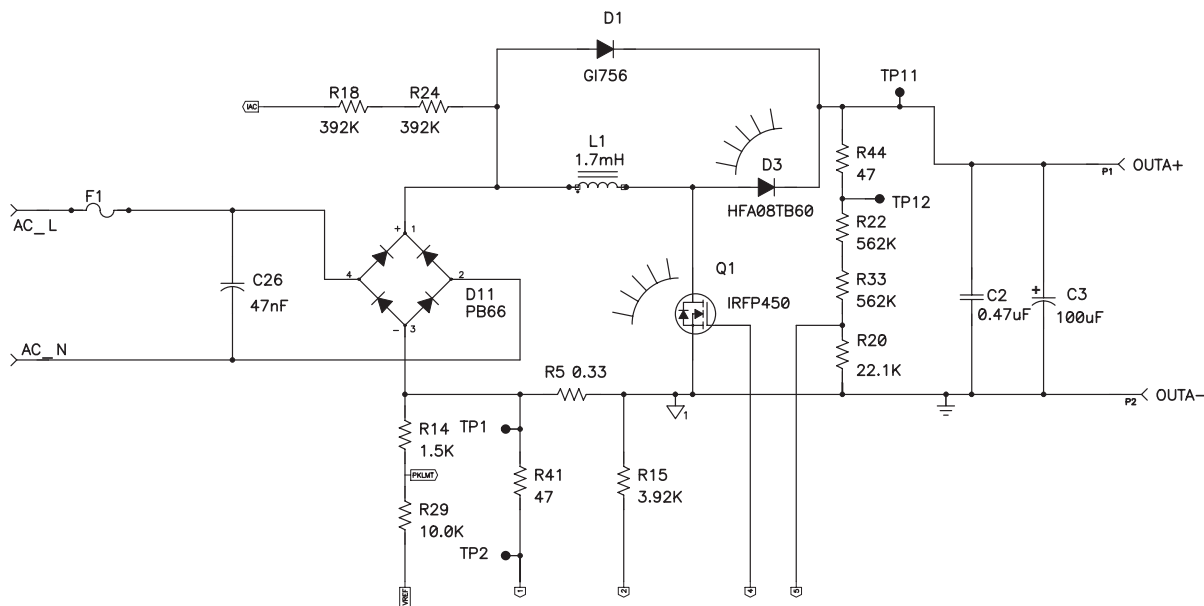 D1
GI756
TP11
IAC
R18
392K
R24
392K
L1
1.7mH
D3
HFA08TB60
R44
47
P1
OUTA+
TP12
F1
AC_L
C26
47nF
+
1
4
2
D11
PB66
-
3
R22
562K
Q1
IRFP450
R33
562K
C2
0.47uF
+
C3
100uF
AC_N
R20
22.1K
R5 0.33
1
P2
OUTA-
R14
1.5K
TP1
PKLMT
R41
47
R15
3.92K
R29
10.0K
TP2
VREF
1
2
4
5